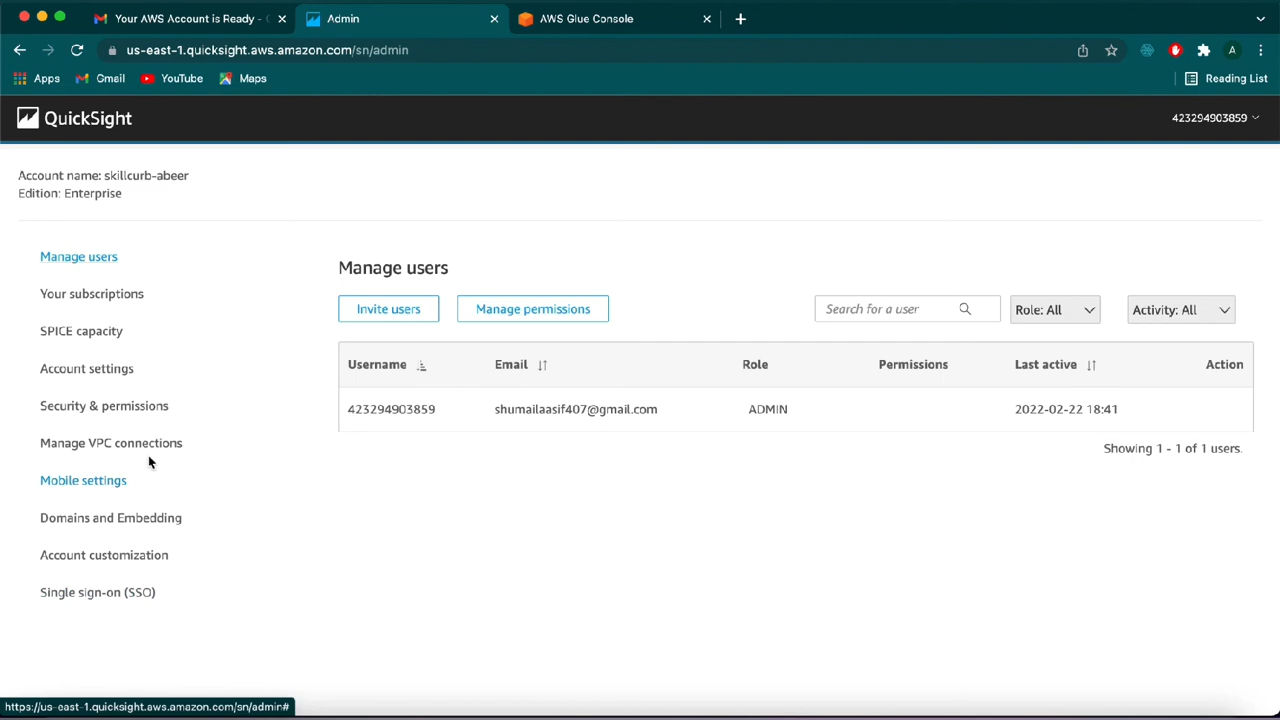 Your AWS Account is Ready -
Admin
AWS Glue Console
us-east-1.quicksight.aws.amazon.com/sn/admin
A
Apps
Gmail
YouTube
Maps
Reading List
QuickSight
423294903859
Account name: skillcurb-abeer
Edition: Enterprise
Manage users
Your subscriptions
SPICE capacity
Account settings
Security & permissions
Manage VPC connections
Mobile settings
Domains and Embedding
Account customization
Single sign-on (SSO)
Manage users
Invite users
Manage permissions
Search for a user
Role: All
Activity: All
Username Email Role Permissions Last active Action
423294903859 shumailaasif407@gmail.com ADMIN 2022-02-22 18:41
Showing 1 - 1 of 1 users.
https://us-east-1.quicksight.aws.amazon.com/sn/admin#